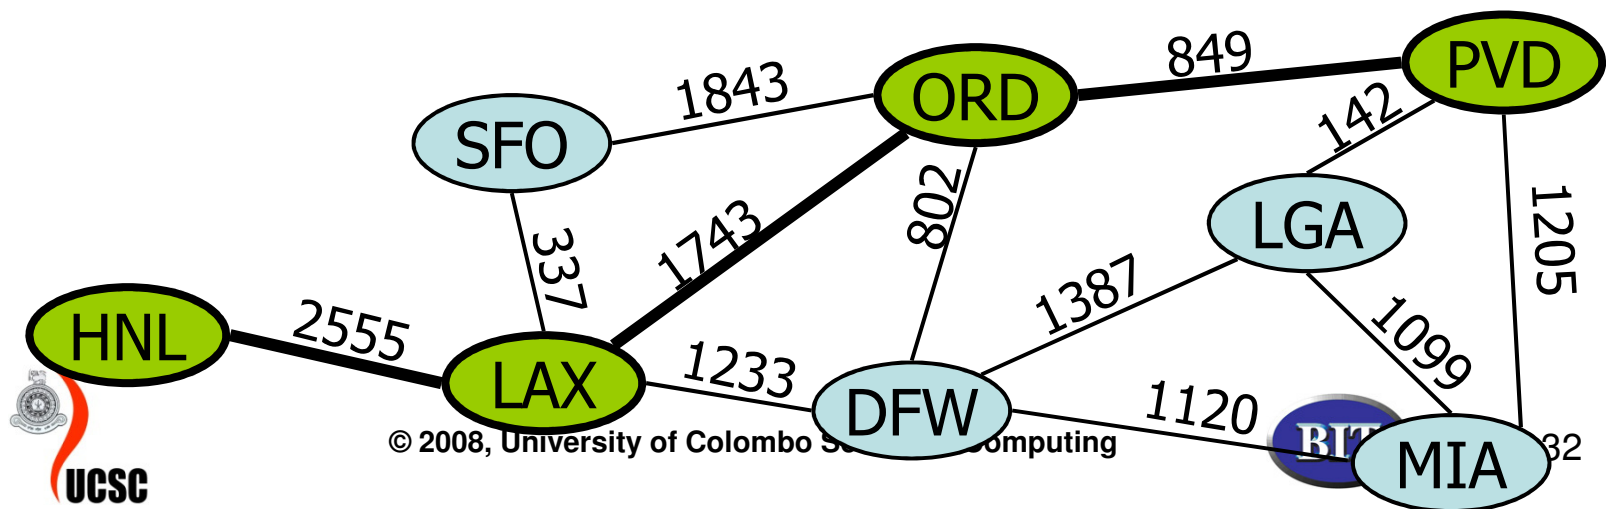 849
PVD
1843
ORD
142
SFO
802
LGA
1205
337
1743
1387
2555
HNL
1099
LAX
1233
DFW
1120
MIA
© 2008, University of Colombo S omputing
BIT
32
UCSC